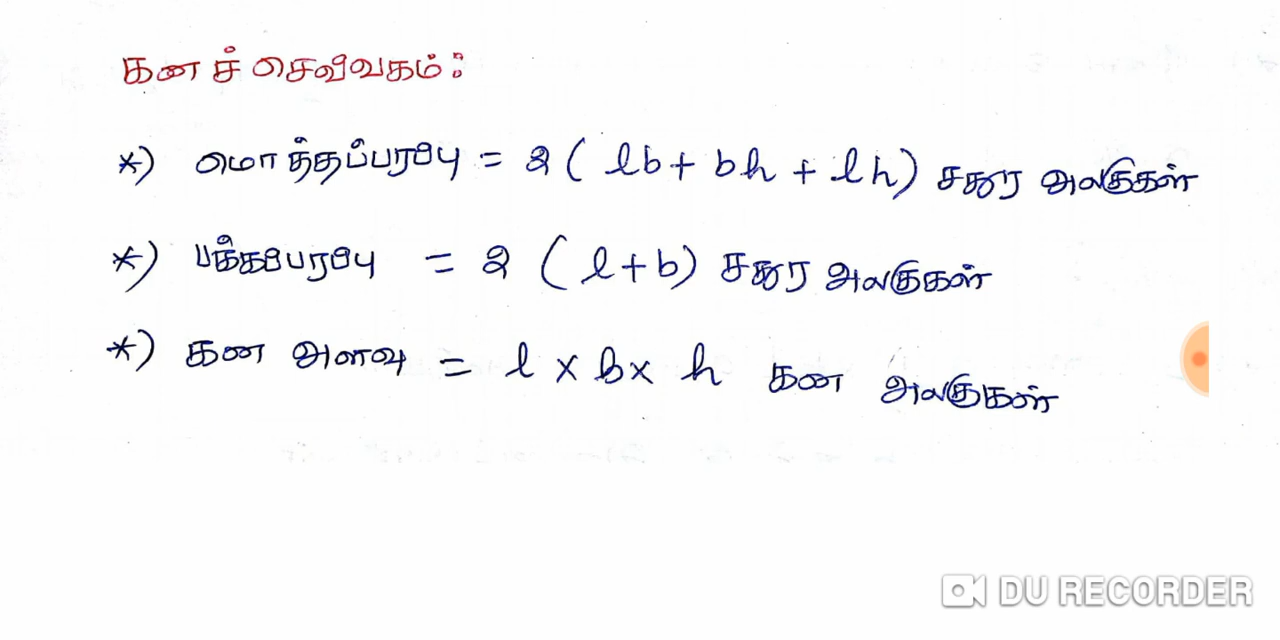 கனச் செவ்வகம்:
*) மொத்தப்பரப்பு = 2 ( lb + bh + lh) சதுர அலகுகள்
*) பக்கப்பரப்பு = 2 ( l + b) சதுர அலகுகள்
*) கன அளவு = l × b × h கன அலகுகள்
DU RECORDER